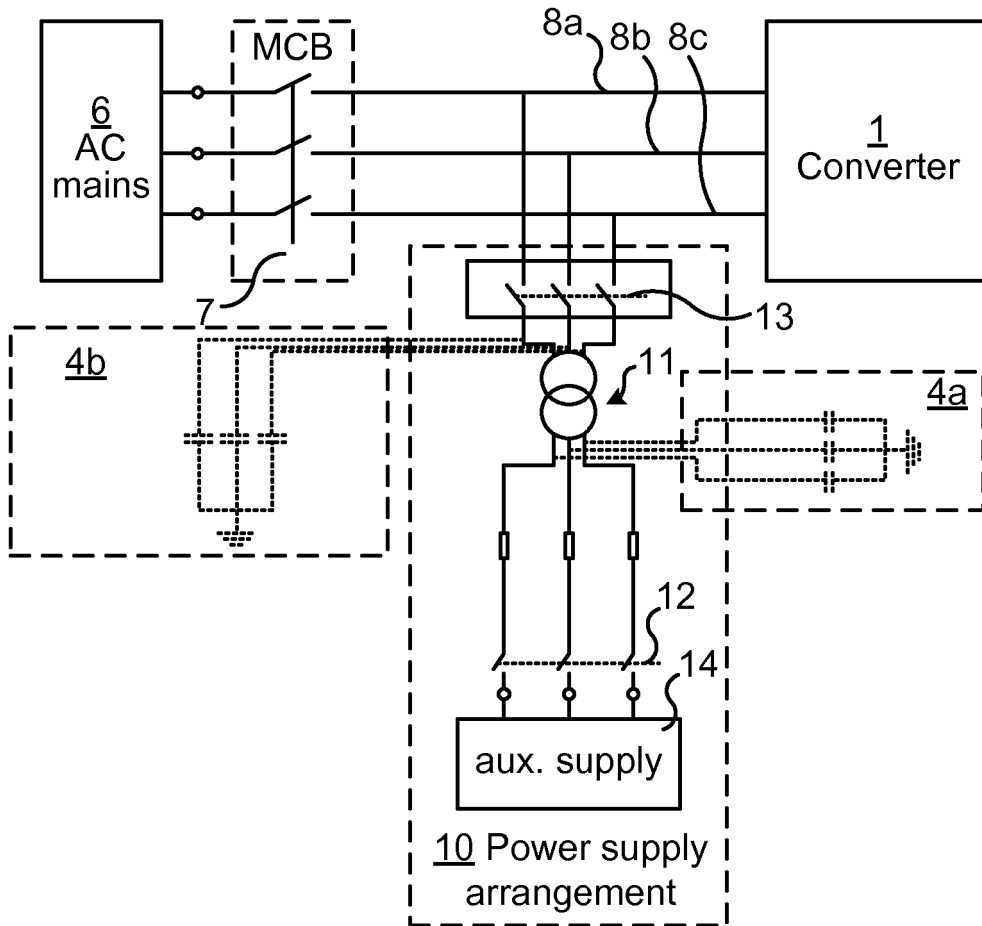 8a
8b
8c
MCB
6
AC
mains
1
Converter
7
13
4b
11
4a
12
14
aux. supply
10 Power supply
arrangement